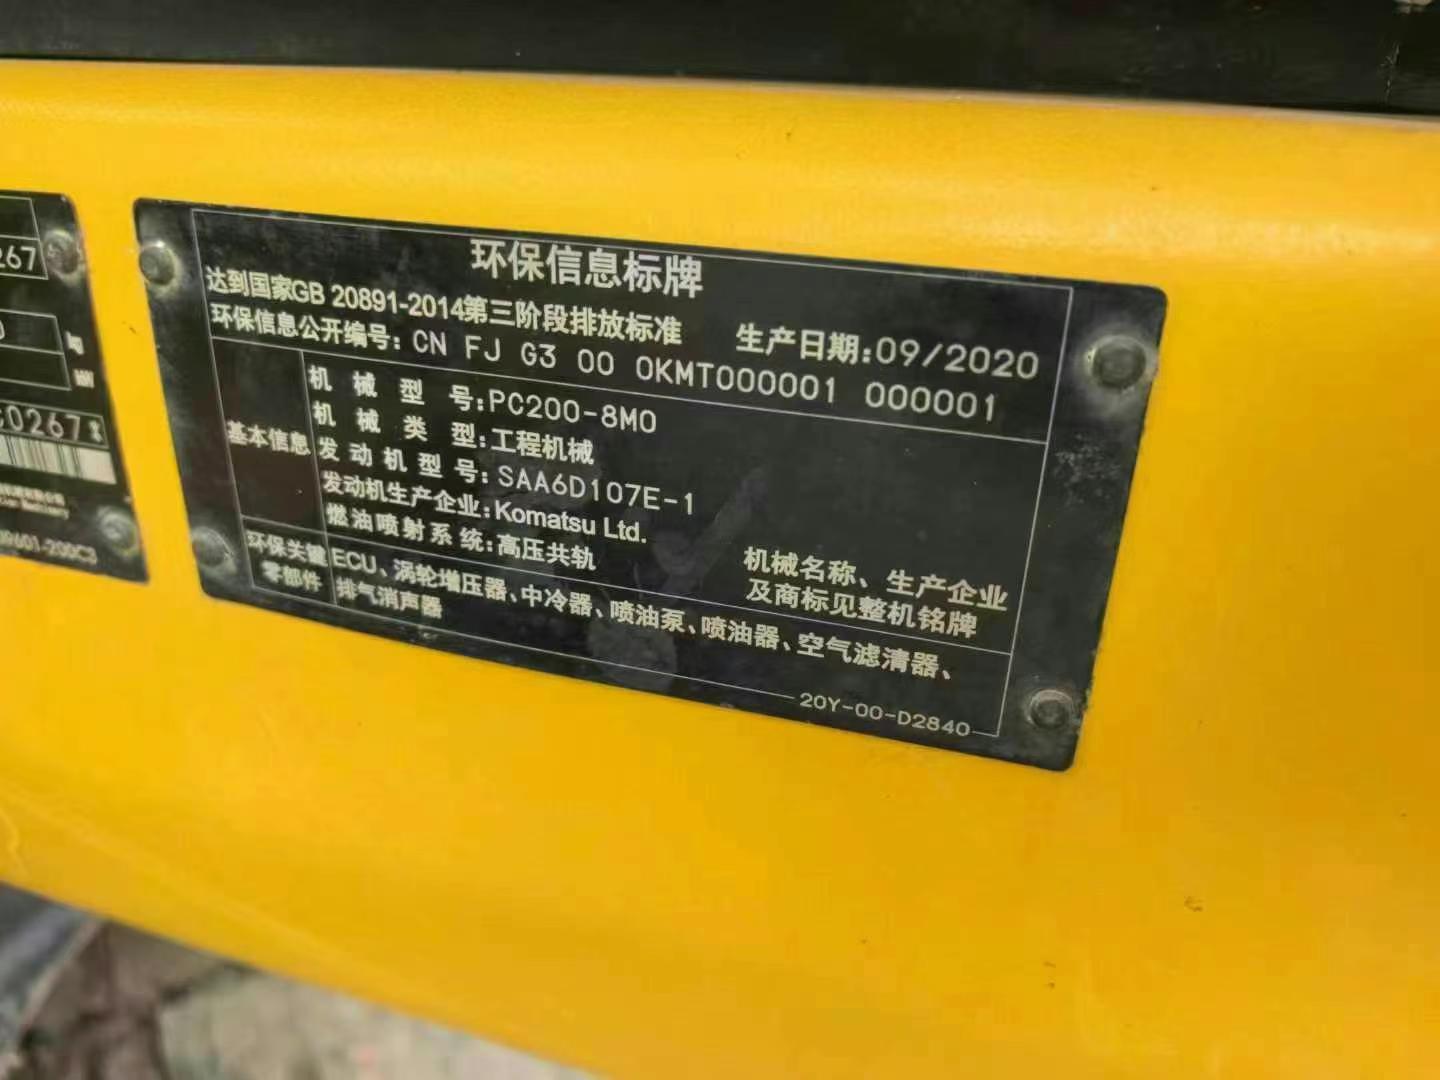 267
0
kg
kW
C0267
09601-200C3
环保信息标牌
达到国家GB 20891-2014第三阶段排放标准 生产日期:09/2020
环保信息公开编号: CN FJ G3 00 0KMT000001 000001
基本信息
机械型号:PC200-8M0
机械类型:工程机械
发动机型号:SAA6D107E-1
发动机生产企业:Komatsu Ltd.
燃油喷射系统:高压共轨
机械名称、生产企业
及商标见整机铭牌
环保关键
零部件
ECU、涡轮增压器、中冷器、喷油泵、喷油器、空气滤清器、
排气消声器
20Y-00-D2840